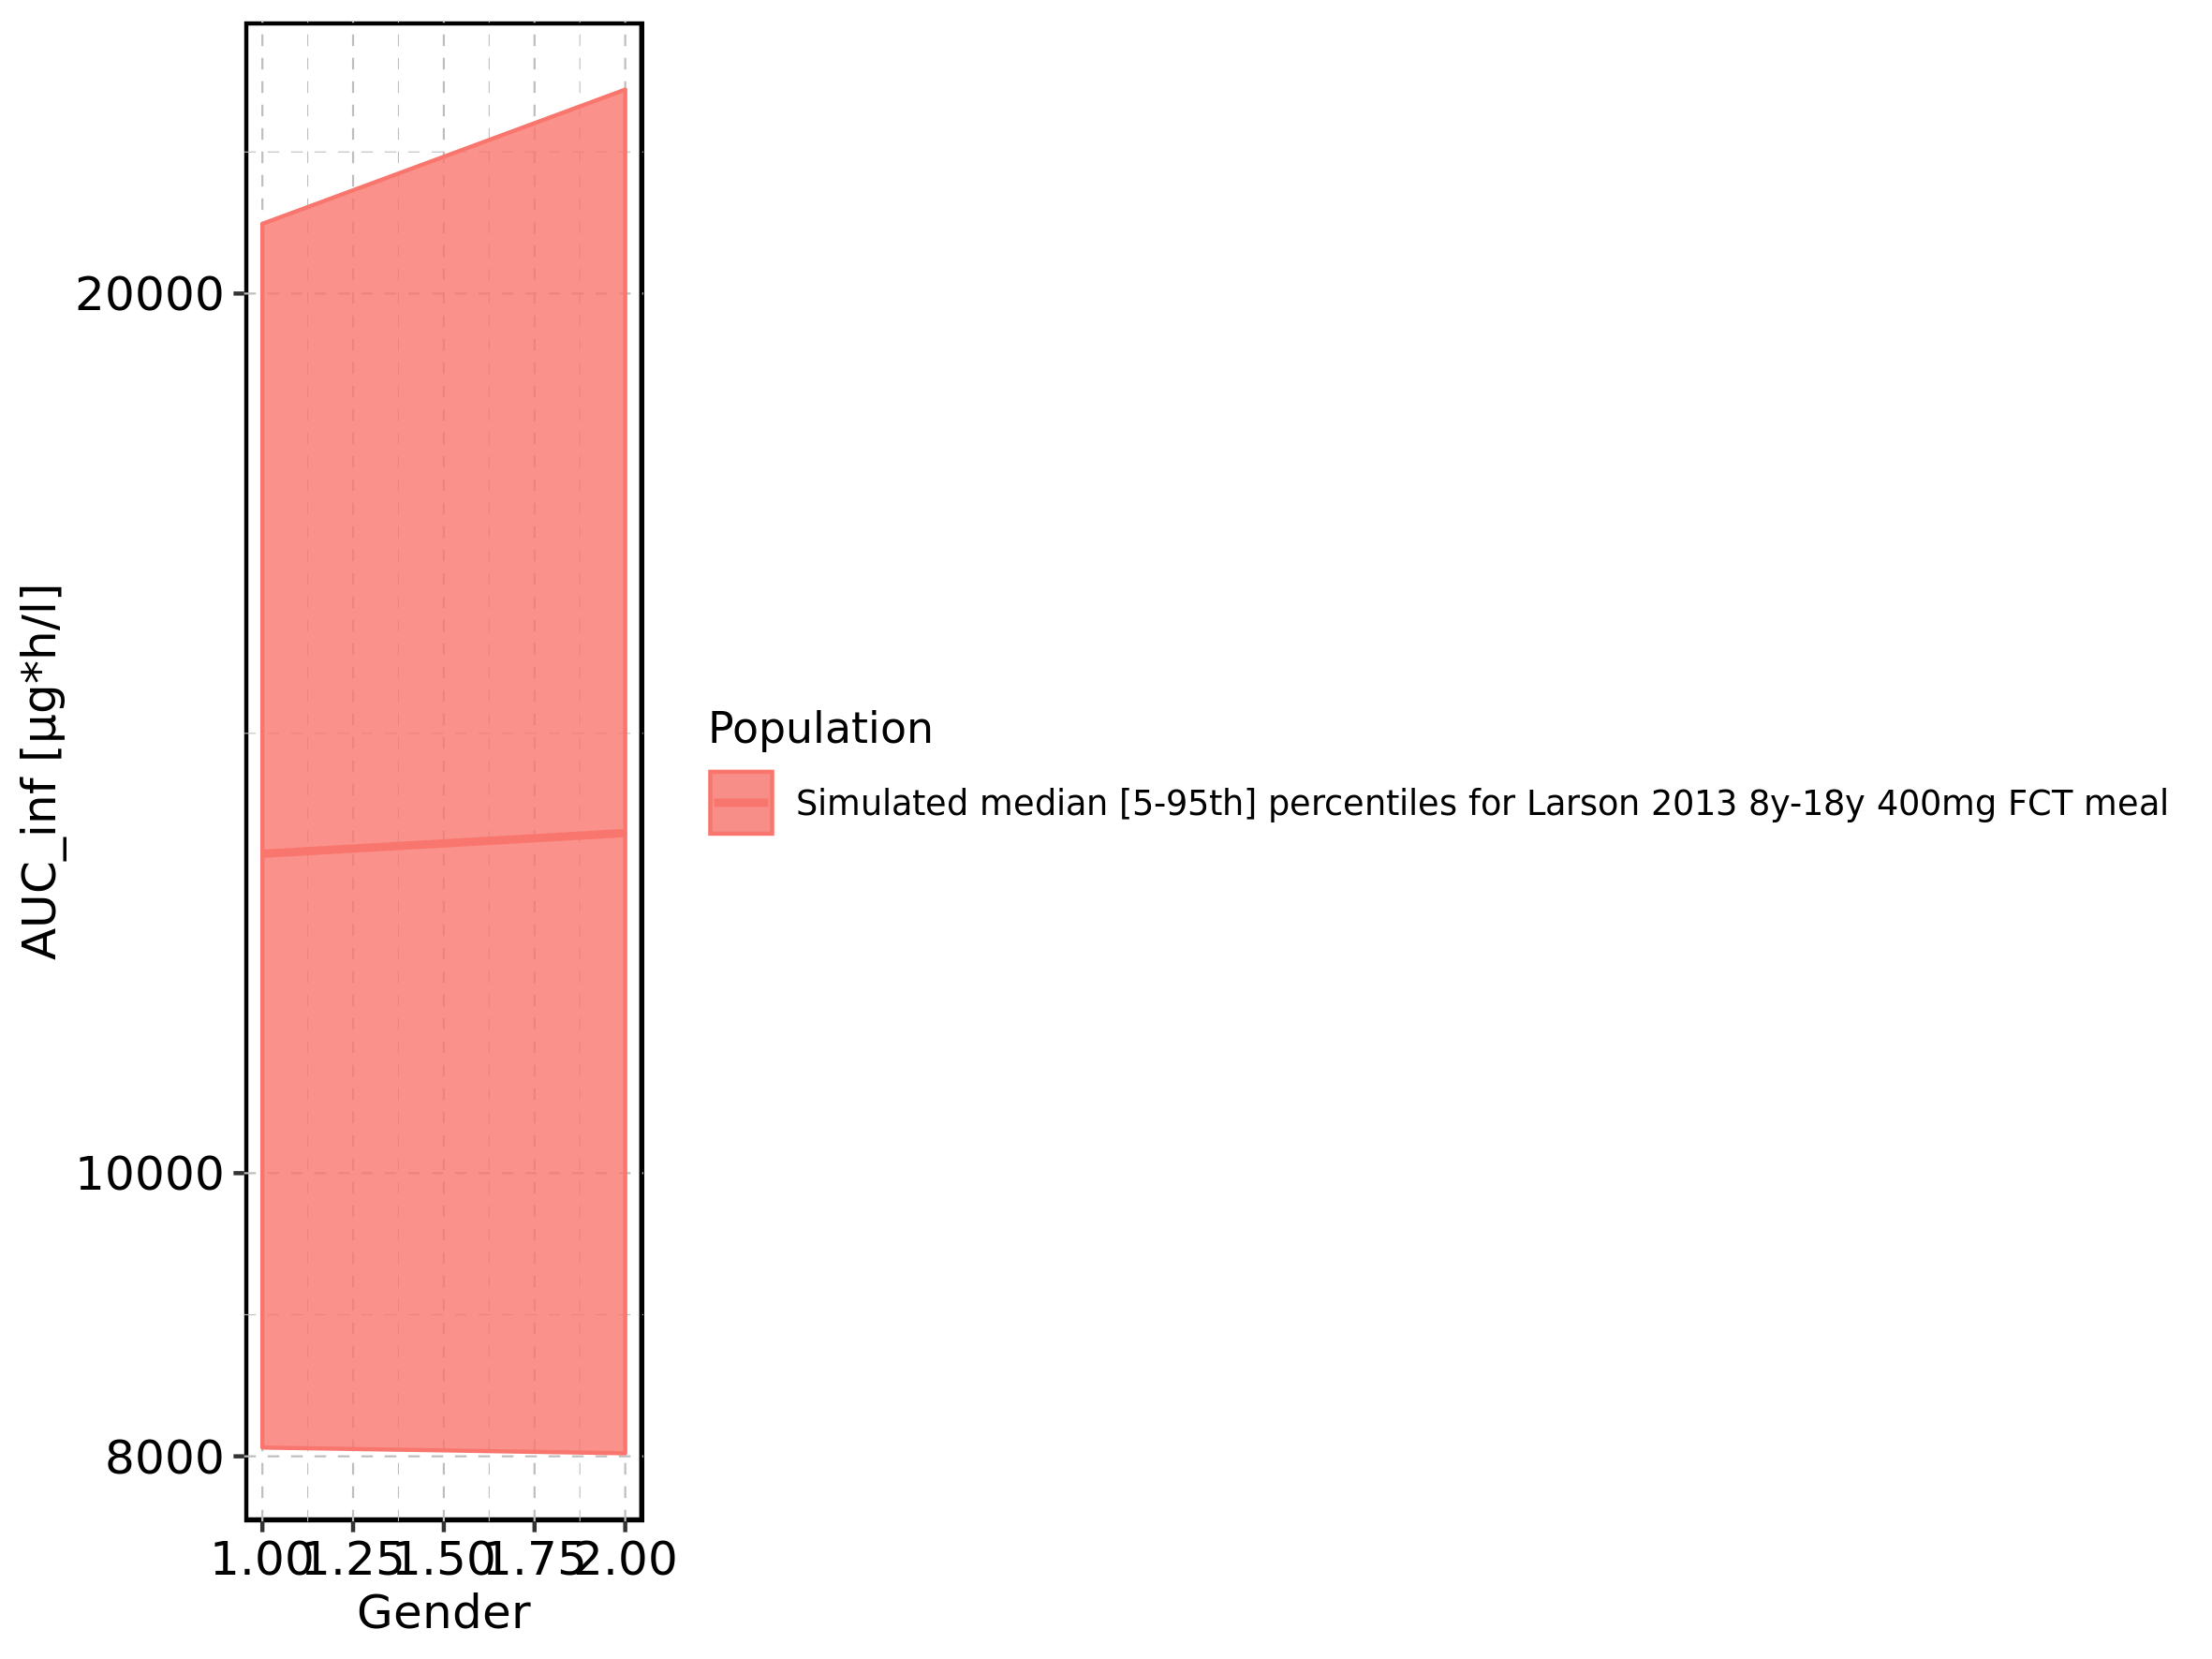 AUC_inf [µg*h/l]
20000
10000
8000
1.00 1.25 1.50 1.75 2.00
Gender
Population
Simulated median [5-95th] percentiles for Larson 2013 8y-18y 400mg FCT meal